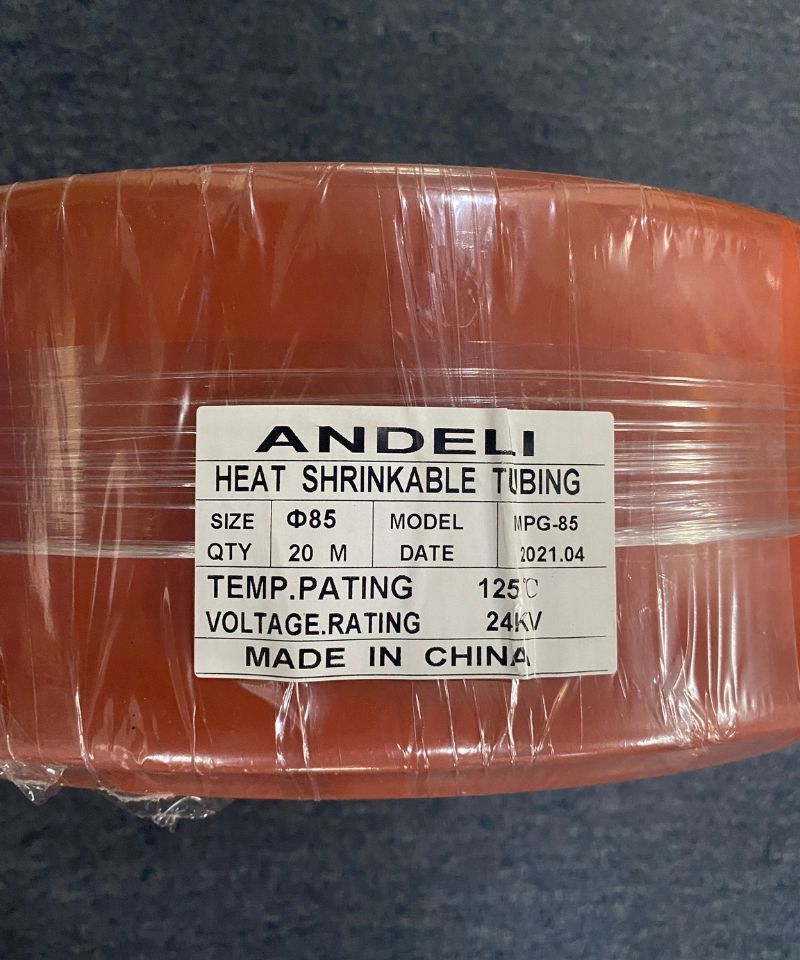 ANDELI
HEAT SHRINKABLE TUBING
SIZE Φ85 MODEL MPG-85
QTY 20 M DATE 2021.04
TEMP.PATING 125℃
VOLTAGE.RATING 24KV
MADE IN CHINA